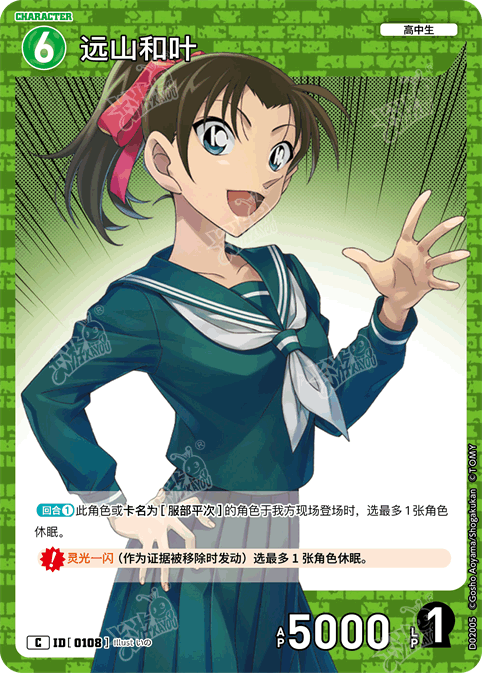 CHARACTER
6
远山和叶
高中生
回合①此角色或卡名为[服部平次]的角色于我方现场登场时，选最多1张角色
休眠。
灵光一闪 (作为证据被移除时发动) 选最多 1 张角色休眠。
C ID[ 0108 ] illust いの
AP 5000 LP 1
D02005 ©Gosho Aoyama/Shogakukan ©TOMY